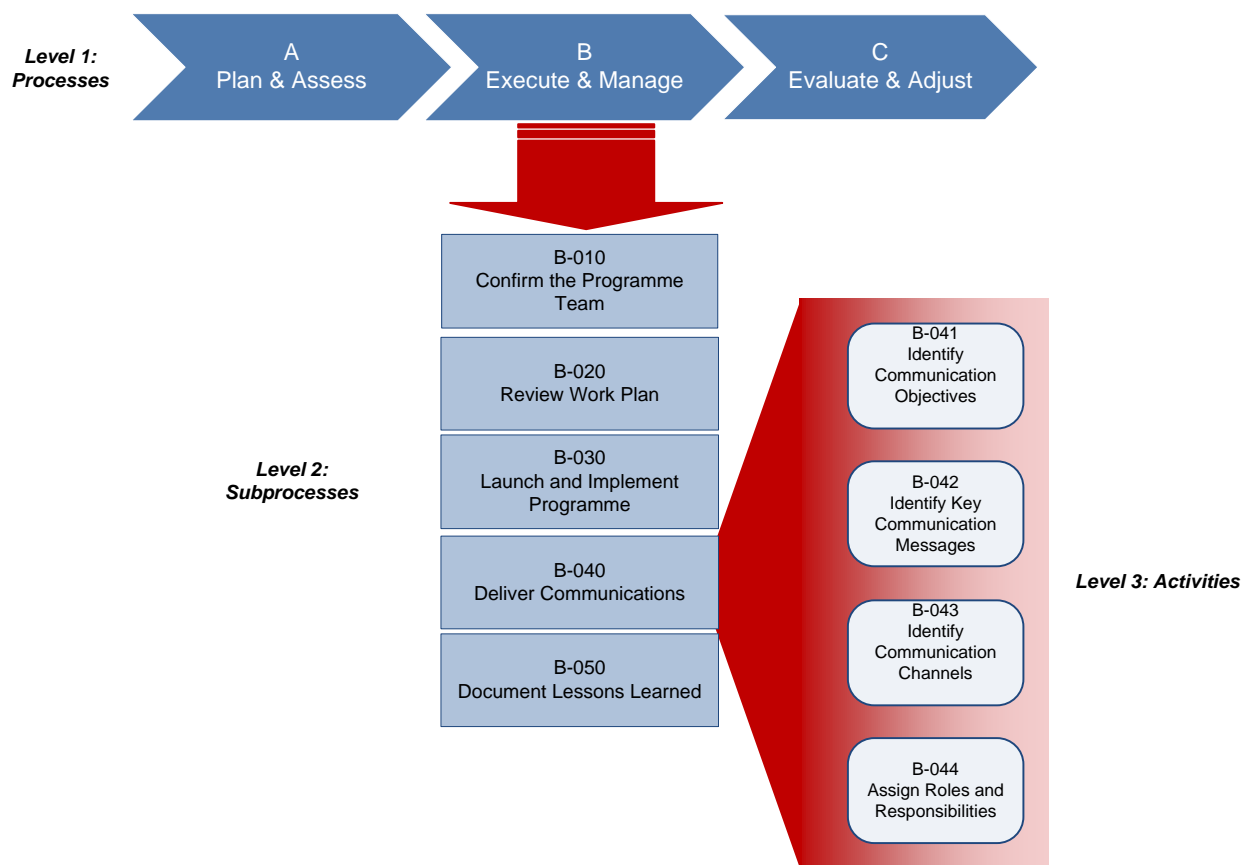 Level 1:
Processes
A
Plan & Assess
B
Execute & Manage
C
Evaluate & Adjust
B-010
Confirm the Programme
Team
B-020
Review Work Plan
B-030
Launch and Implement
Programme
B-040
Deliver Communications
B-050
Document Lessons Learned
Level 2:
Subprocesses
B-041
Identify
Communication
Objectives
B-042
Identify Key
Communication
Messages
B-043
Identify
Communication
Channels
B-044
Assign Roles and
Responsibilities
Level 3: Activities